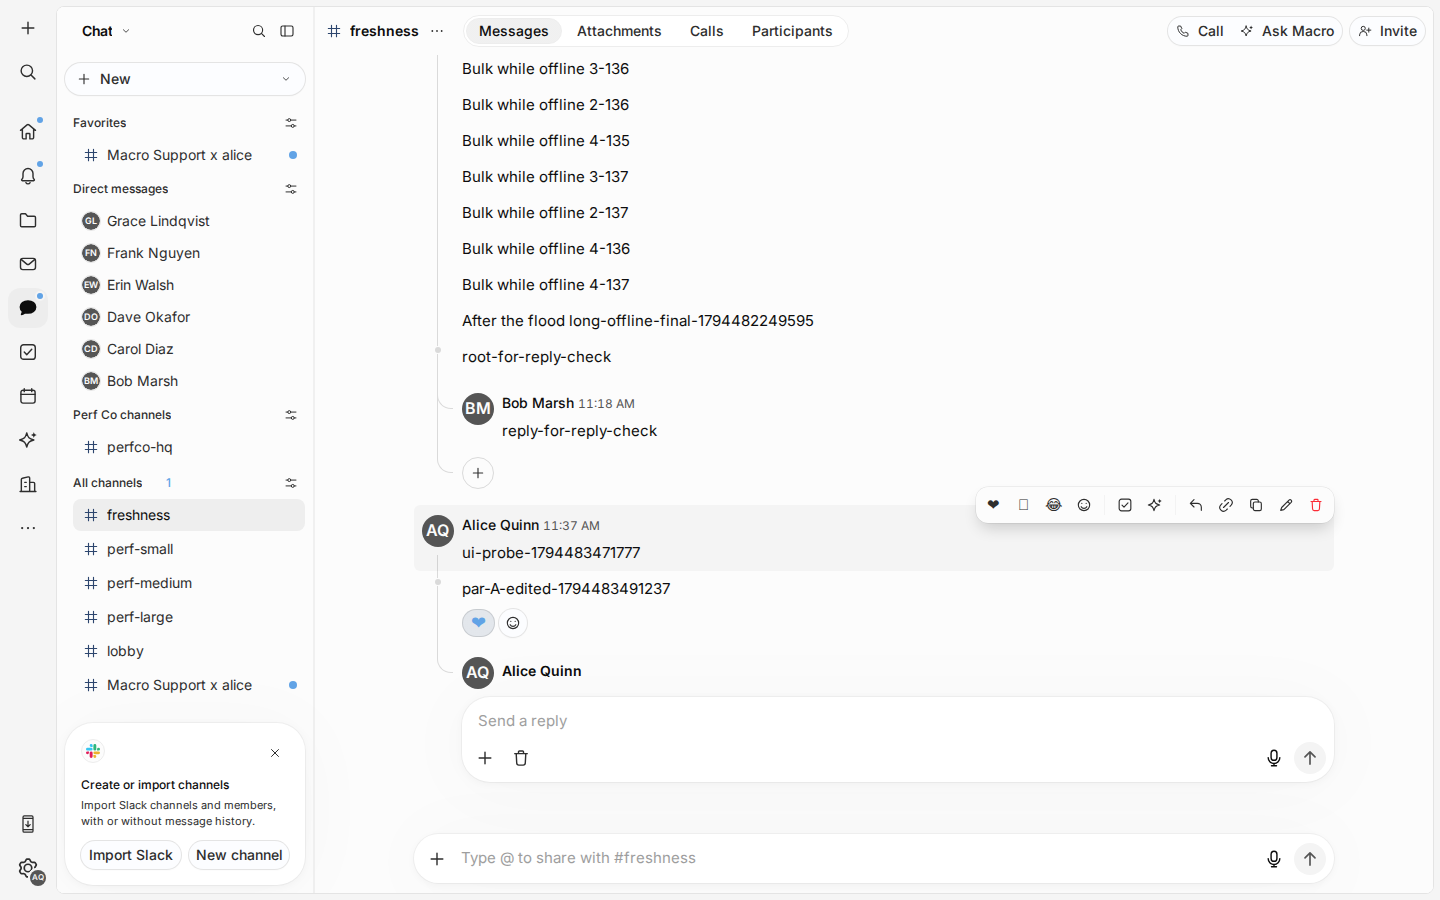 Chat
New
Favorites
Macro Support x alice
Direct messages
GL Grace Lindqvist
FN Frank Nguyen
EW Erin Walsh
DO Dave Okafor
CD Carol Diaz
BM Bob Marsh
Perf Co channels
perfco-hq
All channels 1
freshness
perf-small
perf-medium
perf-large
lobby
Macro Support x alice
Create or import channels
Import Slack channels and members,
with or without message history.
Import Slack New channel
AQ
freshness
Messages Attachments Calls Participants
Call Ask Macro Invite
Bulk while offline 3-136
Bulk while offline 2-136
Bulk while offline 4-135
Bulk while offline 3-137
Bulk while offline 2-137
Bulk while offline 4-136
Bulk while offline 4-137
After the flood long-offline-final-1794482249595
root-for-reply-check
BM Bob Marsh 11:18 AM
reply-for-reply-check
AQ Alice Quinn 11:37 AM
ui-probe-1794483471777
par-A-edited-1794483491237
AQ Alice Quinn
Send a reply
Type @ to share with #freshness